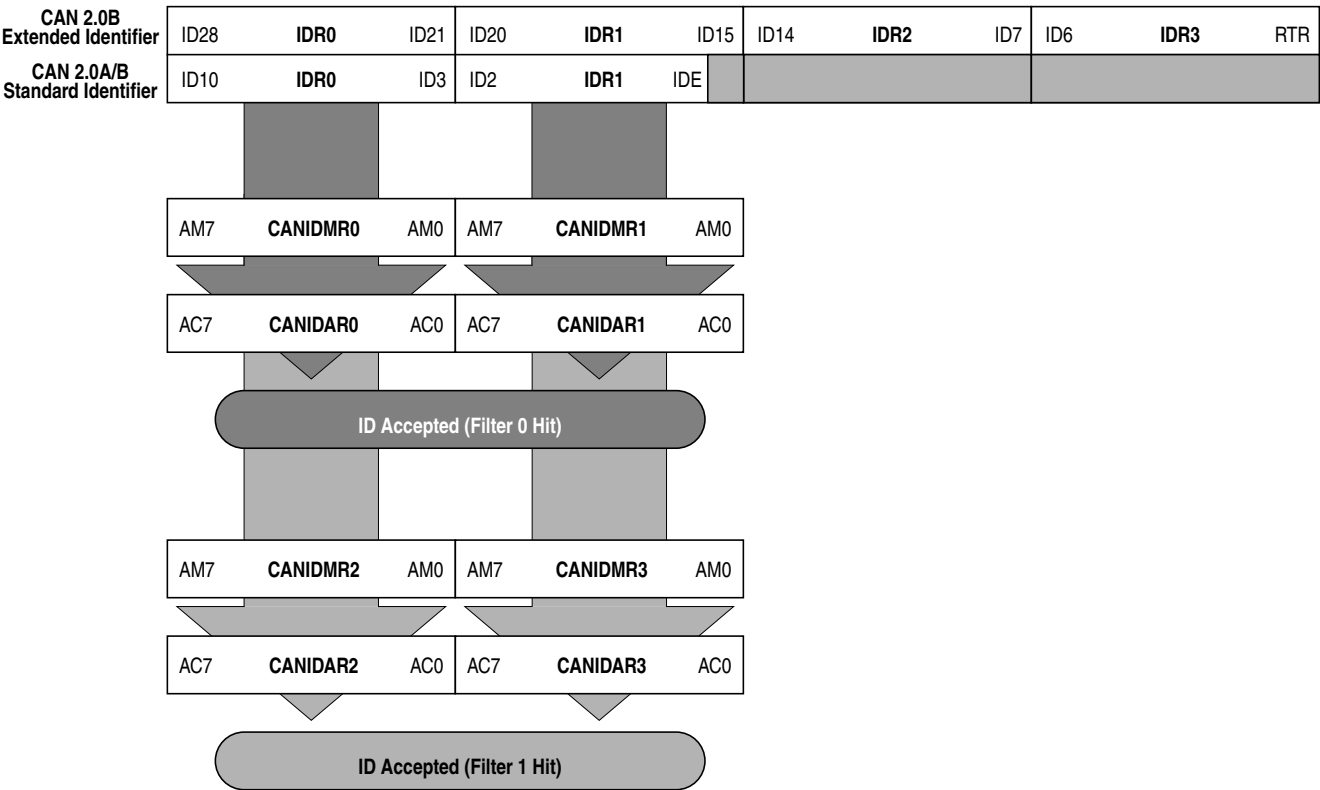 CAN 2.0B
Extended Identifier ID28 IDR0 ID21 ID20 IDR1 ID15 ID14 IDR2 ID7 ID6 IDR3 RTR
CAN 2.0A/B
Standard Identifier ID10 IDR0 ID3 ID2 IDR1 IDE
AM7 CANIDMR0 AM0 AM7 CANIDMR1 AM0
AC7 CANIDAR0 AC0 AC7 CANIDAR1 AC0
ID Accepted (Filter 0 Hit)
AM7 CANIDMR2 AM0 AM7 CANIDMR3 AM0
AC7 CANIDAR2 AC0 AC7 CANIDAR3 AC0
ID Accepted (Filter 1 Hit)